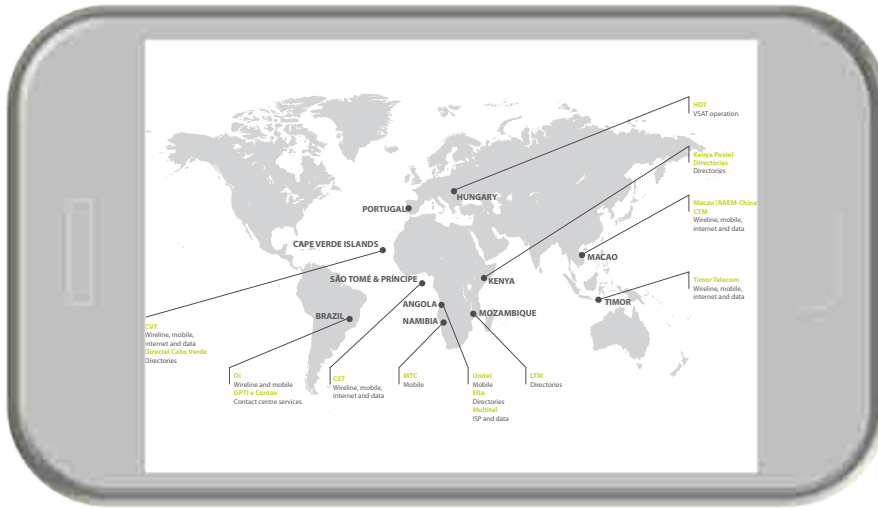 HDT
VSAT operation
Kenya Postel
Directories
Directories
HUNGARY
PORTUGAL
Macau (RAEM-China
CTM
Wireline, mobile,
internet and data
CAPE VERDE ISLANDS
MACAO
SÃO TOMÉ & PRÍNCIPE
KENYA
Timor Telecom
Wireline, mobile,
internet and data
ANGOLA
TIMOR
BRAZIL
NAMIBIA
MOZAMBIQUE
CVT
Wireline, mobile,
internet and data
Directel Cabo Verde
Directories
OI
Wireline and mobile
GPTI e Contax
Contact centre services
CST
Wireline, mobile,
internet and data
MTC
Mobile
Unitel
Mobile
Elta
Directories
Multitel
ISP and data
LTM
Directories